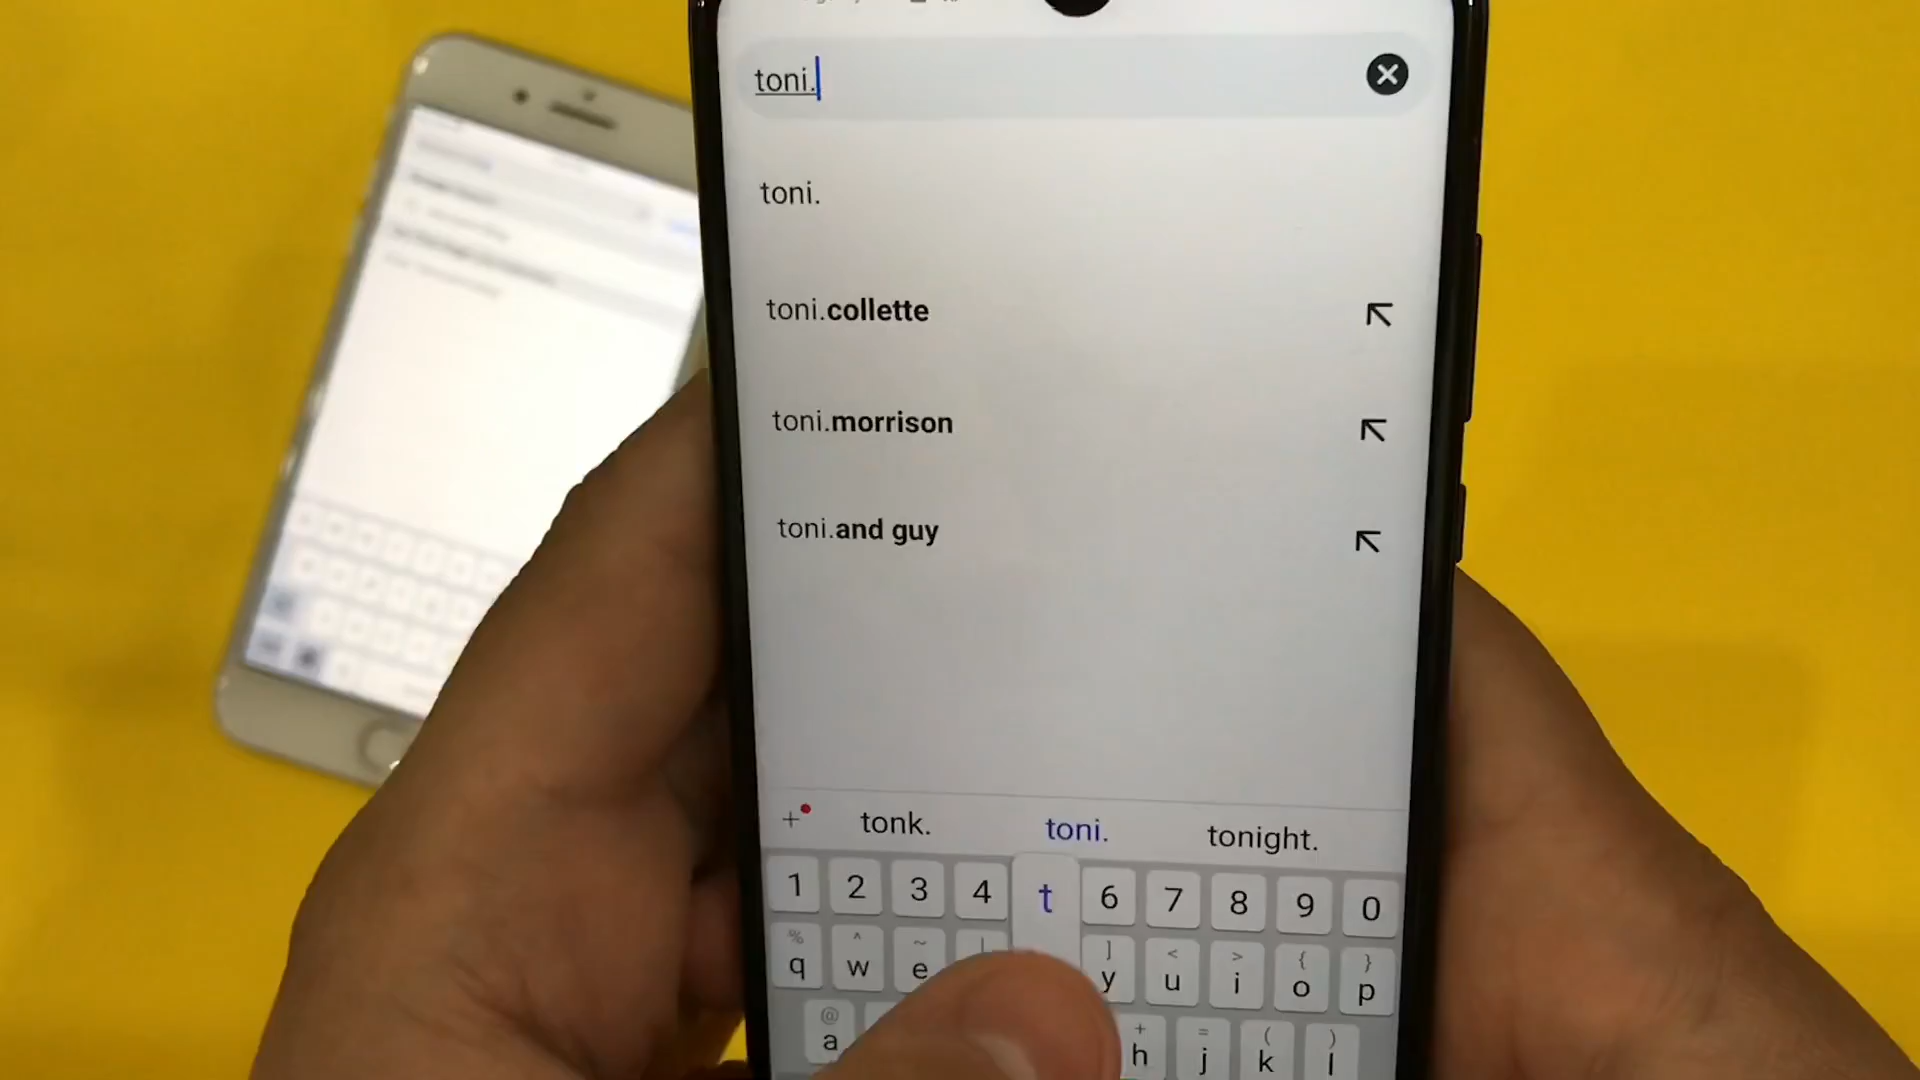 toni.
toni.
toni.collette
toni.morrison
toni.and guy
+ tonk. toni. tonight.
1 2 3 4 t 6 7 8 9 0
% ^ ~ | ] < > { }
q w e y u i o p
@ + = ( )
a h j k l